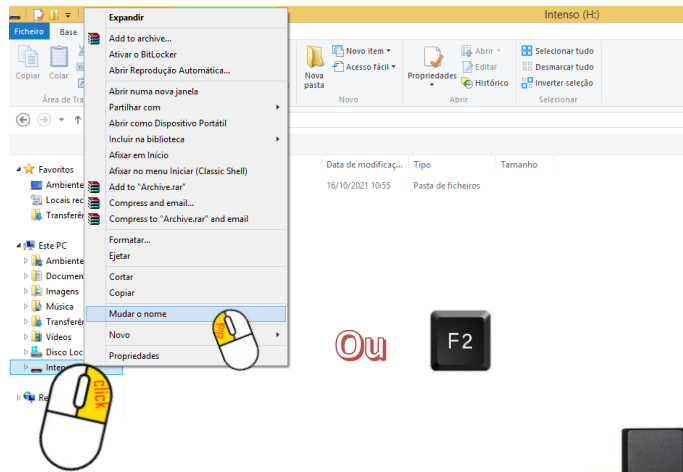 Intenso (H:)
Ficheiro Base
Copiar Colar
Nova pasta
Novo item
Acesso fácil
Novo
Propriedades
Abrir
Editar
Histórico
Abrir
Selecionar tudo
Desmarcar tudo
Inverter seleção
Selecionar
Expandir
Add to archive...
Ativar o BitLocker
Abrir Reprodução Automática...
Abrir numa nova janela
Partilhar com
Abrir como Dispositivo Portátil
Incluir na biblioteca
Afixar em Início
Afixar no menu Iniciar (Classic Shell)
Add to "Archive.rar"
Compress and email...
Compress to "Archive.rar" and email
Formatar...
Ejetar
Cortar
Copiar
Mudar o nome
Novo
Propriedades
click
Data de modificaç... Tipo Tamanho
16/10/2021 10:55 Pasta de ficheiros
Favoritos
Ambiente
Locais rec
Transferê
Este PC
Ambiente
Documen
Imagens
Música
Transferê
Vídeos
Disco Loc
click
Ou
F2